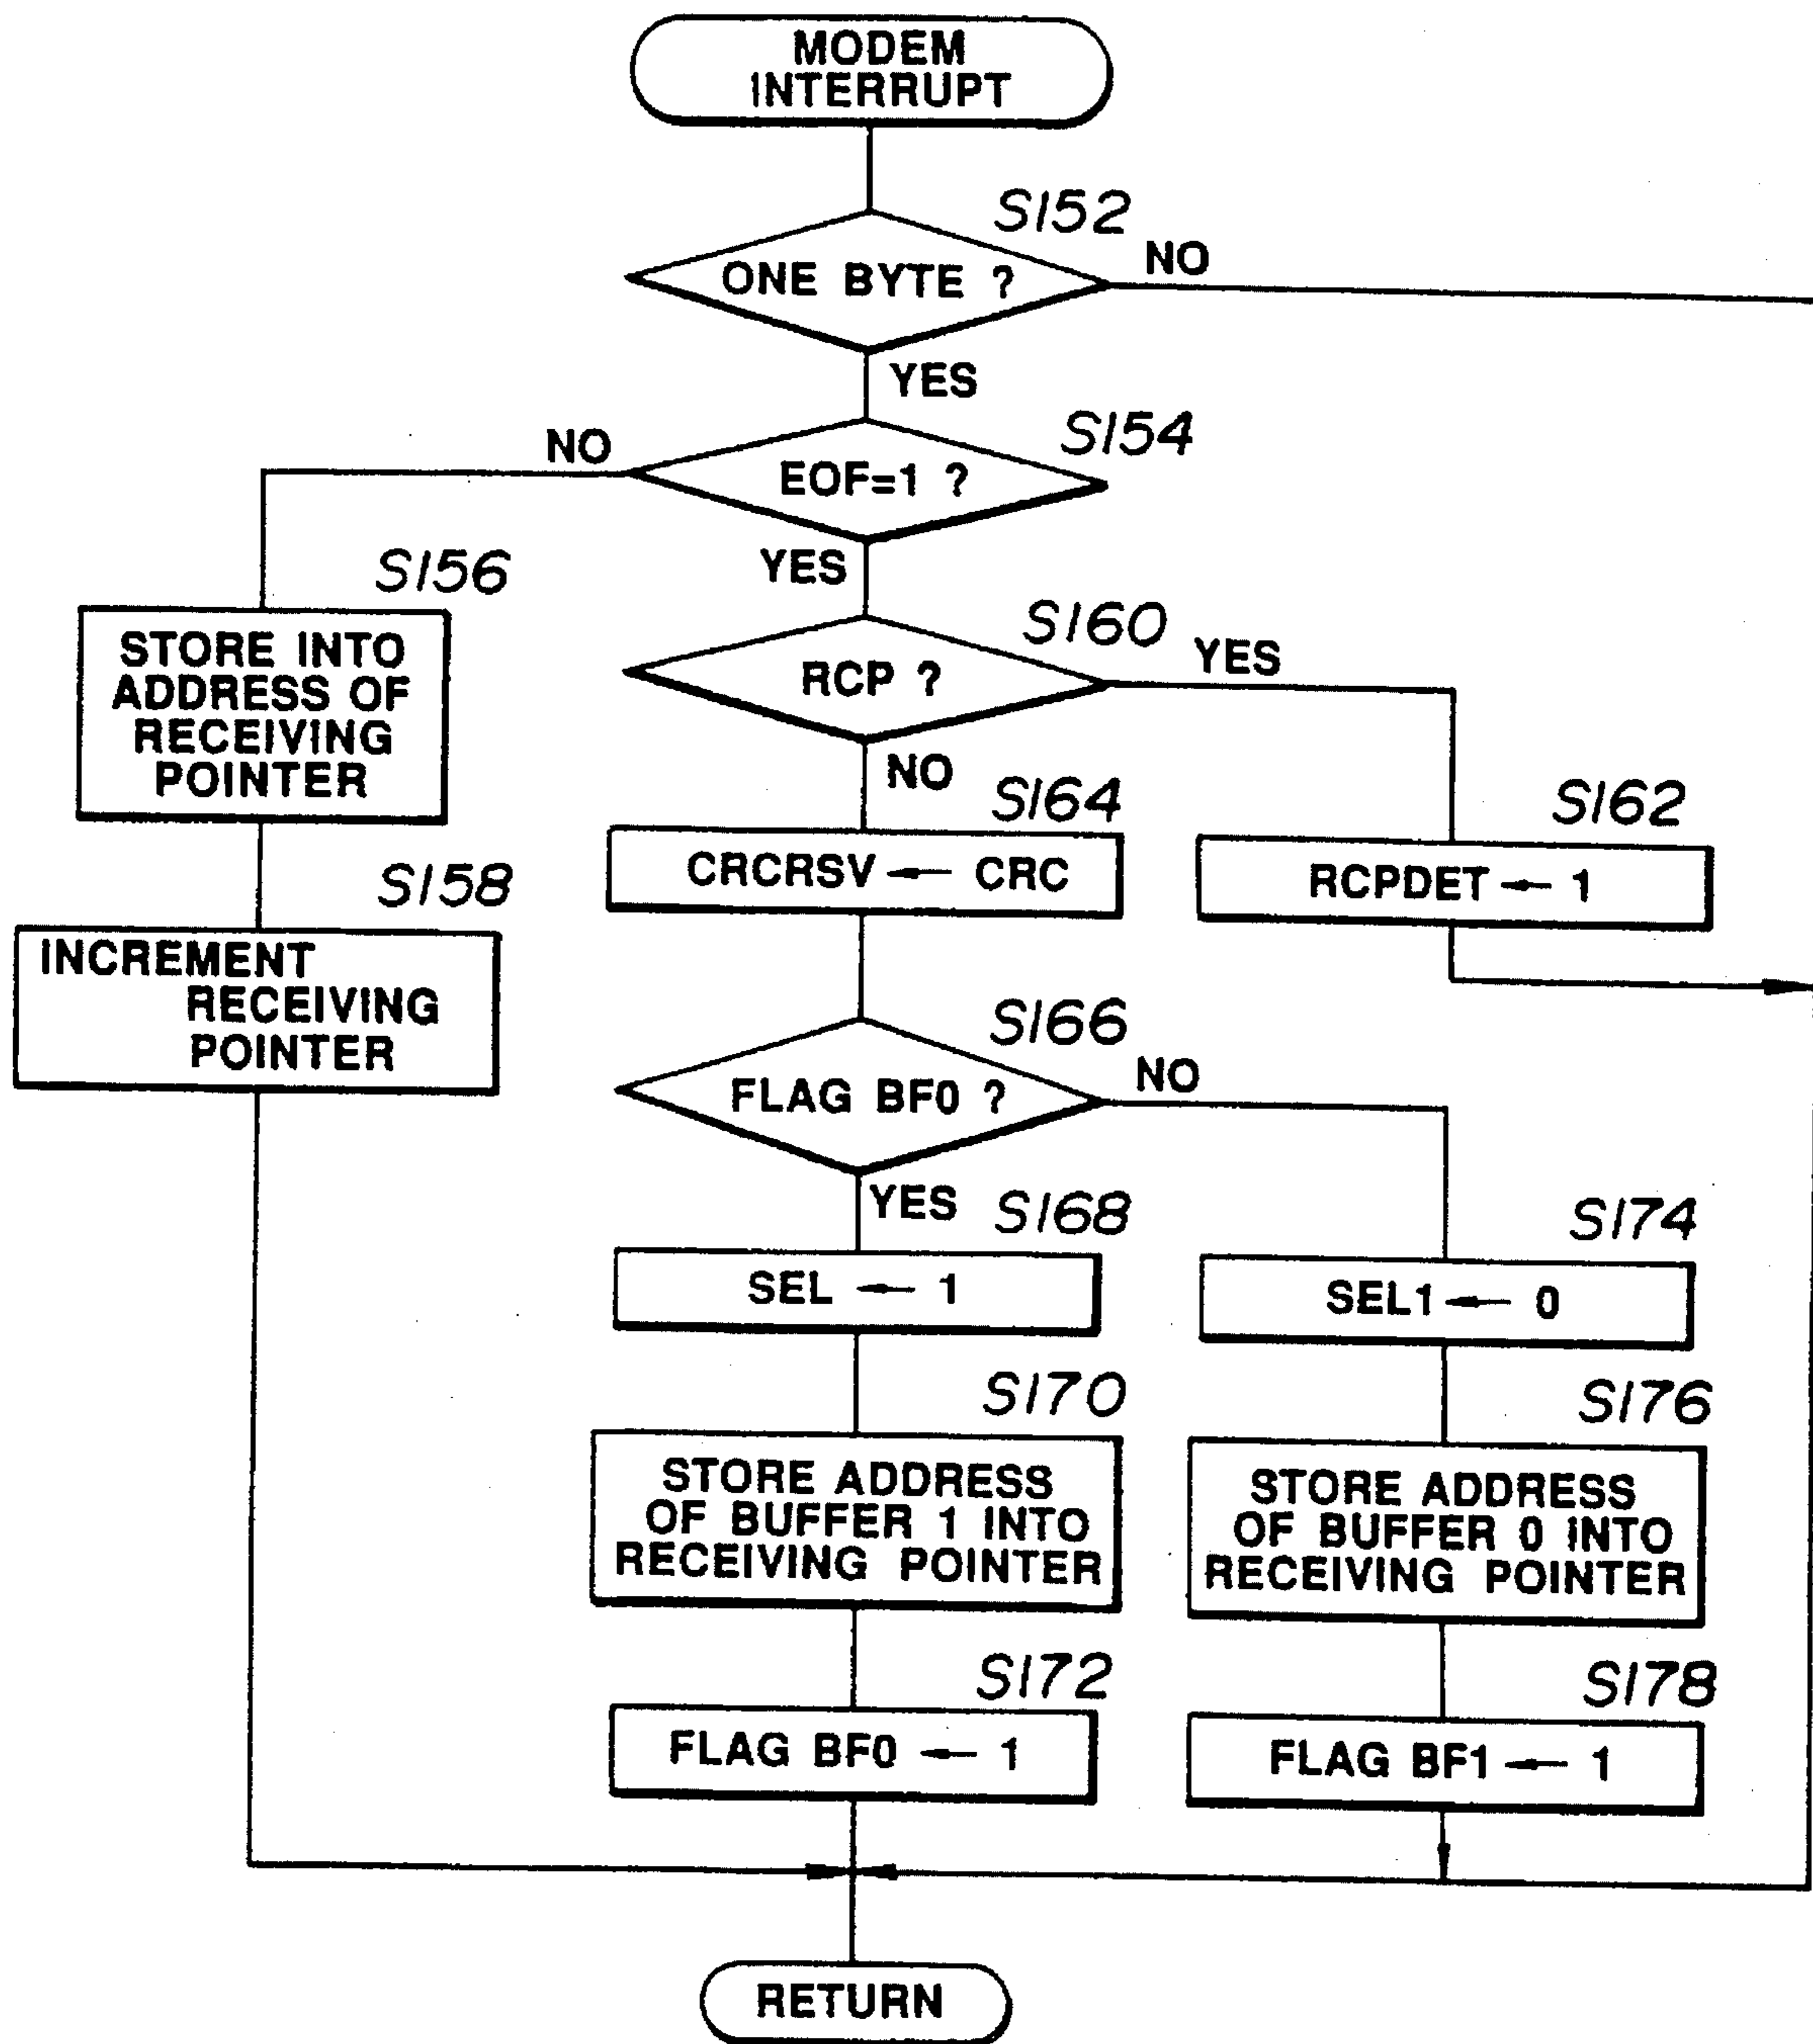 MODEM
INTERRUPT
S152
ONE BYTE ?
NO
YES
S154
NO
EOF=1 ?
YES
S156
STORE INTO
ADDRESS OF
RECEIVING
POINTER
S160
RCP ?
YES
NO
S164
CRCRSV ← CRC
S162
RCPDET ← 1
S158
INCREMENT
RECEIVING
POINTER
S166
FLAG BF0 ?
NO
YES
S168
SEL ← 1
S174
SEL1 ← 0
S170
STORE ADDRESS
OF BUFFER 1 INTO
RECEIVING POINTER
S176
STORE ADDRESS
OF BUFFER 0 INTO
RECEIVING POINTER
S172
FLAG BF0 ← 1
S178
FLAG BF1 ← 1
RETURN